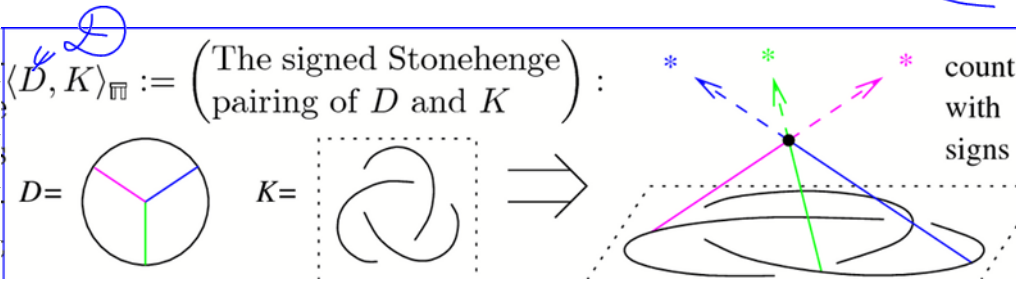 𝒟
⟨D, K⟩_⩋ := (The signed Stonehenge pairing of D and K) :
* * *
count
with
signs
D=
K=